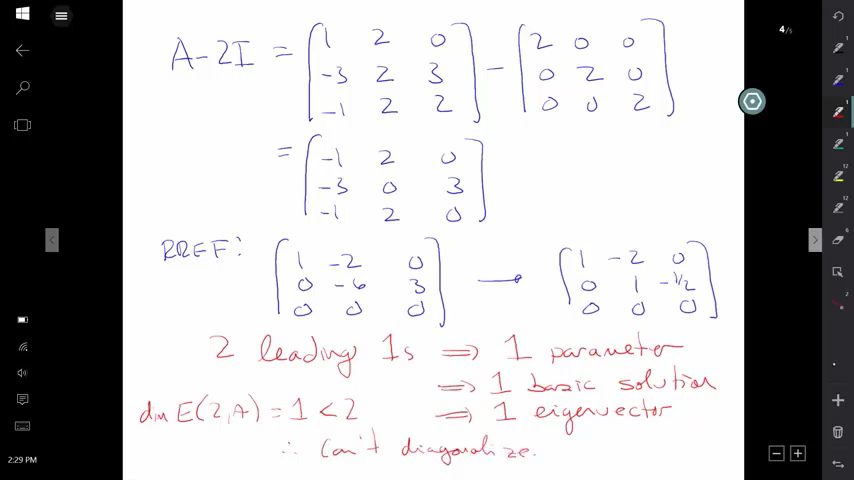 4/5
A-2I = [1 2 0; -3 2 3; -1 2 2] - [2 0 0; 0 2 0; 0 0 2]
= [-1 2 0; -3 0 3; -1 2 0]
RREF: [1 -2 0; 0 -6 3; 0 0 0] → [1 -2 0; 0 1 -1/2; 0 0 0]
2 leading 1s ⇒ 1 parameter
⇒ 1 basic solution
dim E(2,A) = 1 < 2 ⇒ 1 eigenvector
∴ Can't diagonalize.
2:29 PM